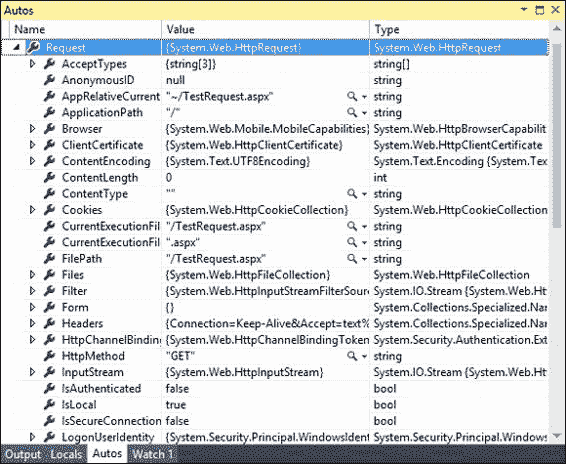 Autos
Name Value Type
Request {System.Web.HttpRequest} System.Web.HttpRequest
AcceptTypes {string[3]} string[]
AnonymousID null string
AppRelativeCurrent "~/TestRequest.aspx" string
ApplicationPath "/" string
Browser {System.Web.Mobile.MobileCapabilities} System.Web.HttpBrowserCapabiliti
ClientCertificate {System.Web.HttpClientCertificate} System.Web.HttpClientCertificate
ContentEncoding {System.Text.UTF8Encoding} System.Text.Encoding {System.Te
ContentLength 0 int
ContentType "" string
Cookies {System.Web.HttpCookieCollection} System.Web.HttpCookieCollection
CurrentExecutionFil "/TestRequest.aspx" string
CurrentExecutionFil ".aspx" string
FilePath "/TestRequest.aspx" string
Files {System.Web.HttpFileCollection} System.Web.HttpFileCollection
Filter {System.Web.HttpInputStreamFilterSour System.IO.Stream {System.Web.Ht
Form {} System.Collections.Specialized.Nar
Headers {Connection=Keep-Alive&Accept=text% System.Collections.Specialized.Nar
HttpChannelBinding {System.Web.HttpChannelBindingToken System.Security.Authentication.Ext
HttpMethod "GET" string
InputStream {System.Web.HttpInputStream} System.IO.Stream {System.Web.Ht
IsAuthenticated false bool
IsLocal true bool
IsSecureConnection false bool
LogonUserIdentity {System.Security.Principal.WindowsIden System.Security.Principal.Window
Output Locals Autos Watch 1